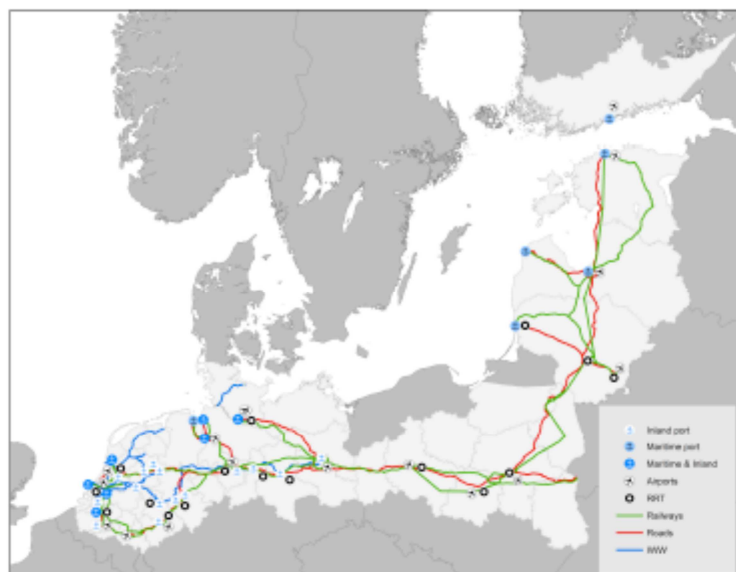 Inland port
Maritime port
Maritime & Inland
Airports
RRT
Railways
Roads
IWW